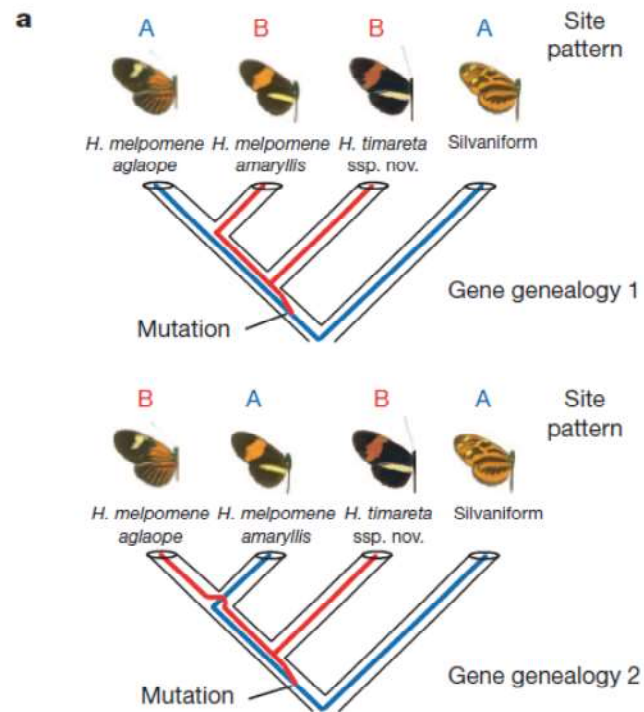 a
A B B A Site
pattern
H. melpomene H. melpomene H. timareta Silvaniform
aglaope amaryllis ssp. nov.
Gene genealogy 1
Mutation
B A B A Site
pattern
H. melpomene H. melpomene H. timareta Silvaniform
aglaope amaryllis ssp. nov.
Gene genealogy 2
Mutation